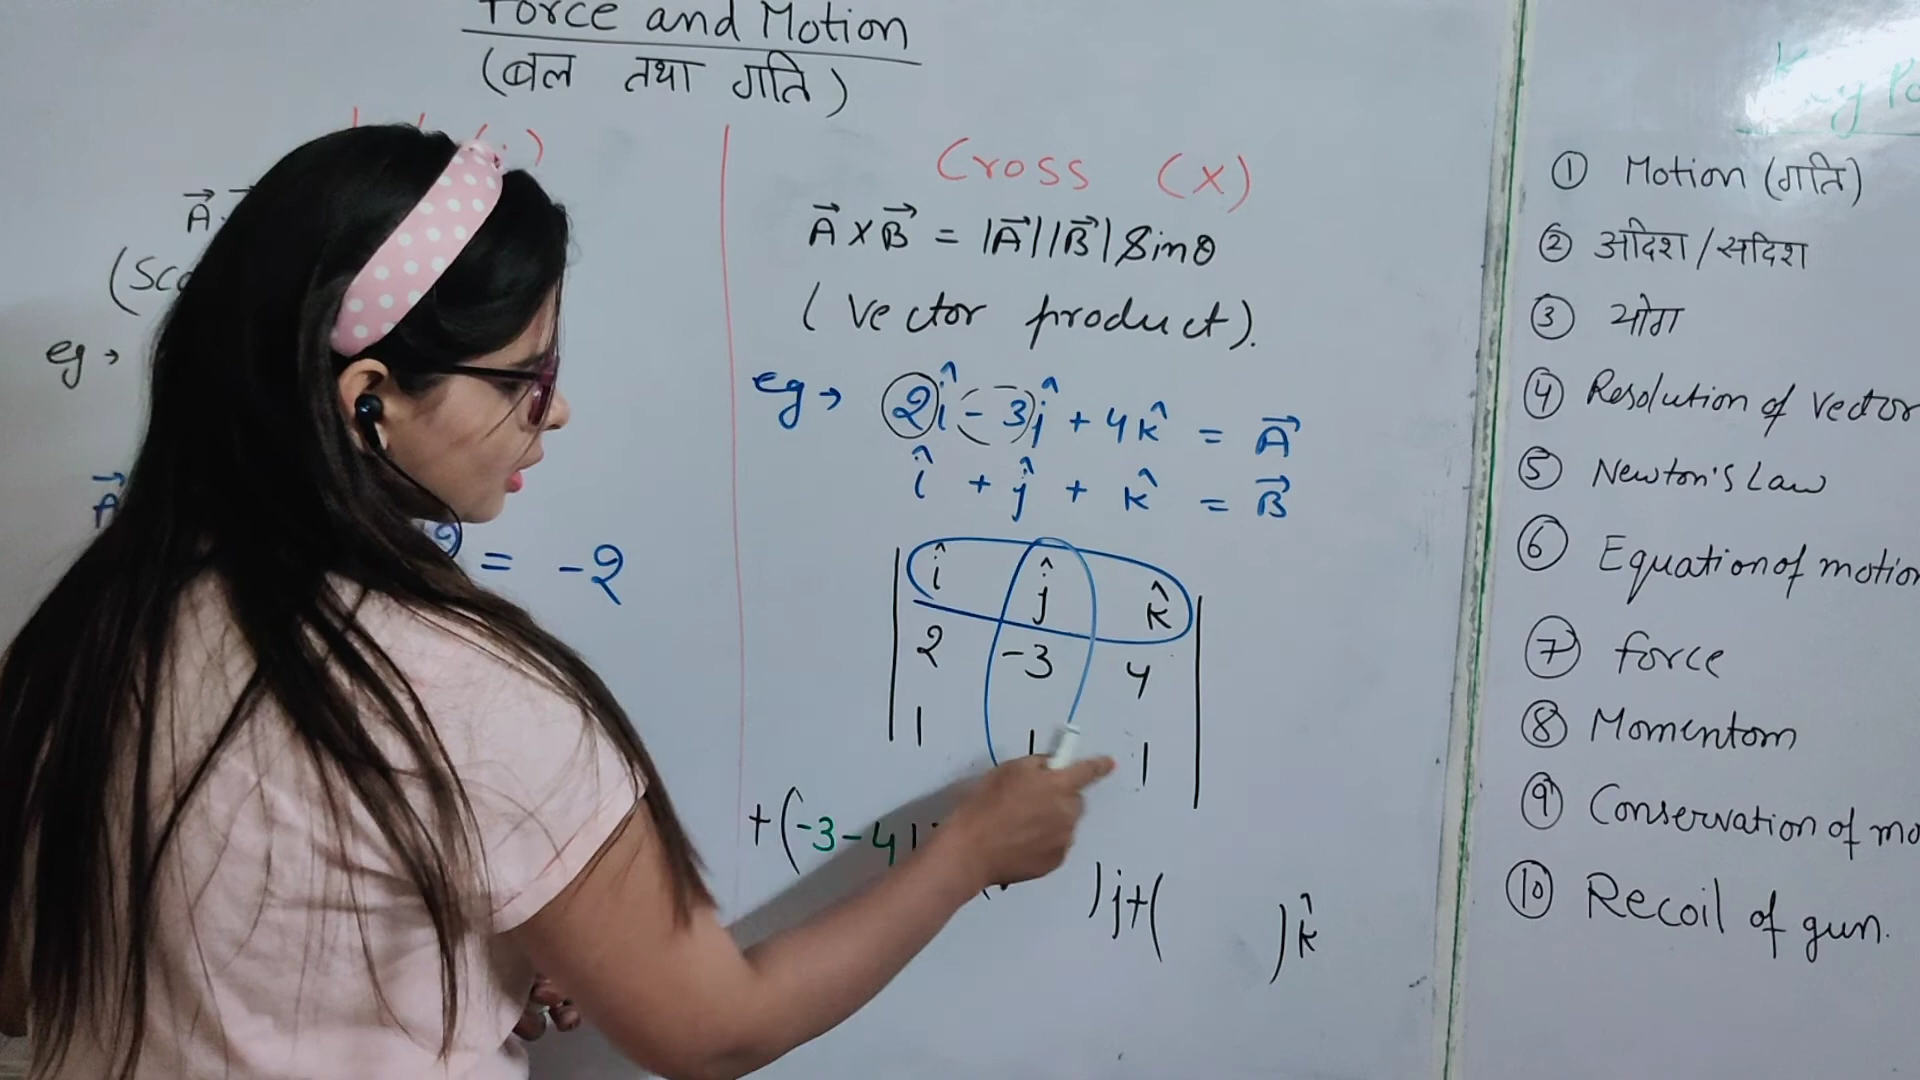 Force and Motion
(बल तथा गति)
Cross (x)
A⃗ x B⃗ = |A⃗||B⃗| Sinθ
(Vector product).
eg → 2î - 3ĵ + 4k̂ = A⃗
î + ĵ + k̂ = B⃗
î ĵ k̂
2 -3 4
1 1 1
+(-3-4)
)j+( )k̂
A⃗
eg →
A⃗
= -2
① Motion (गति)
② अदिश/सदिश
③ योग
④ Resolution of Vector
⑤ Newton's Law
⑥ Equation of motion
⑦ force
⑧ Momentom
⑨ Conservation of mo
⑩ Recoil of gun.